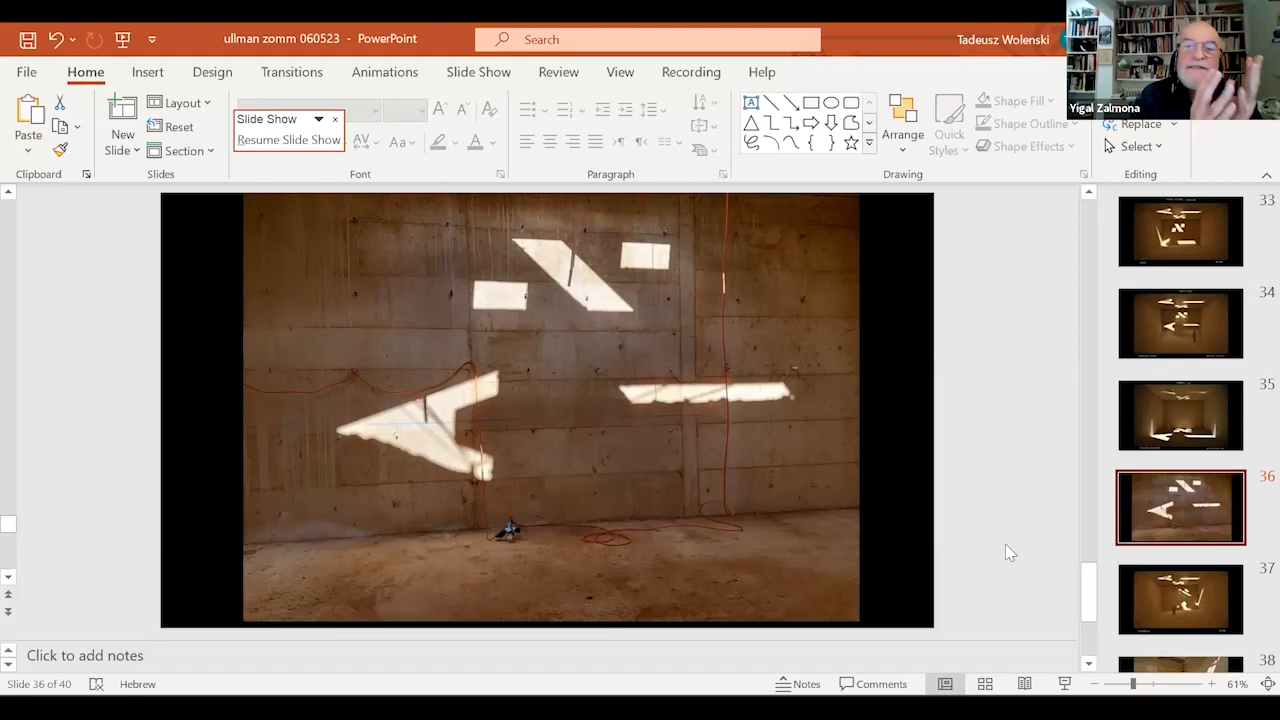 ullman zomm 060523 - PowerPoint
Search
Tadeusz Wolenski
Yigal Zalmona
File Home Insert Design Transitions Animations Slide Show Review View Recording Help
Paste
Clipboard
New Slide
Layout
Reset
Section
Slides
Slide Show
Resume Slide Show
Aa
Font
Paragraph
Arrange
Quick Styles
Shape Fill
Shape Outline
Shape Effects
Drawing
Replace
Select
Editing
33
34
35
36
37
38
Click to add notes
Slide 36 of 40 Hebrew Notes Comments 61%